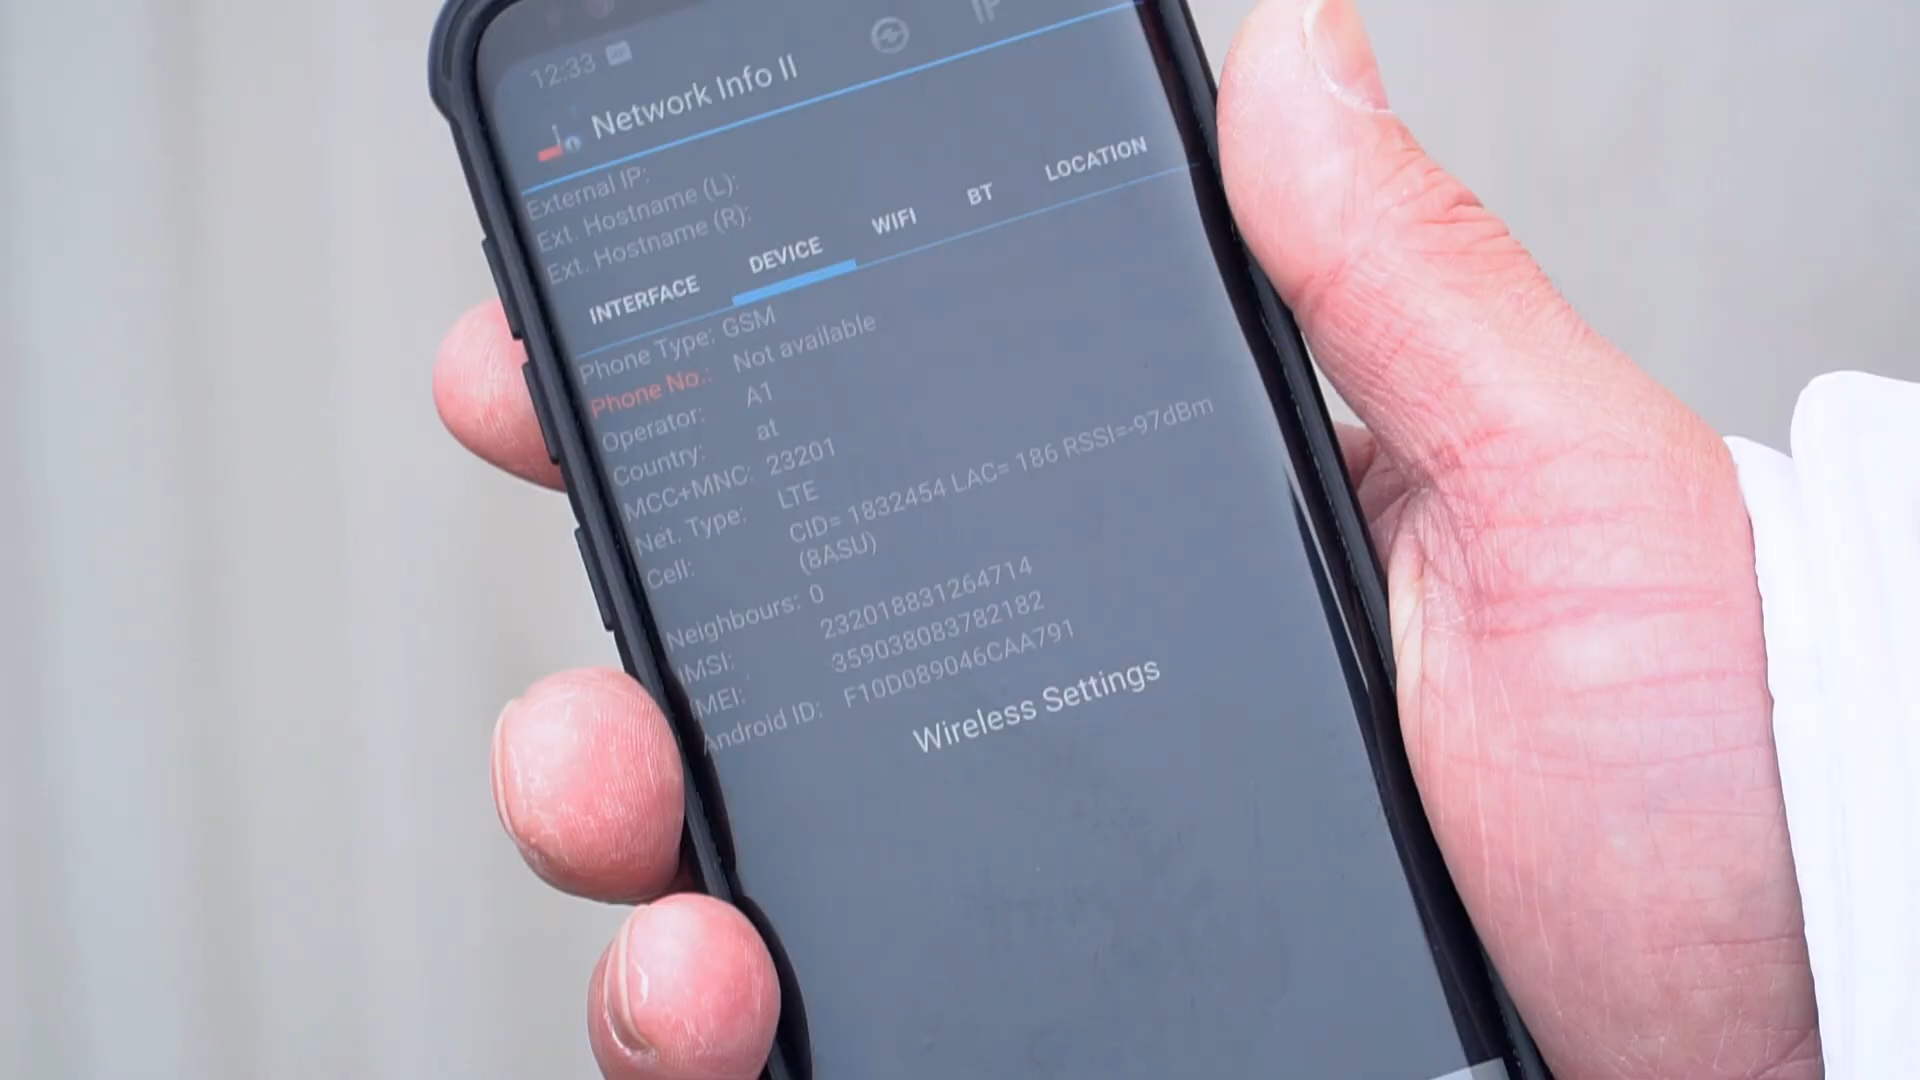 12:33
Network Info II
IP
External IP:
Ext. Hostname (L):
Ext. Hostname (R):
INTERFACE DEVICE WIFI BT LOCATION
Phone Type: GSM
Phone No.: Not available
Operator: A1
Country: at
MCC+MNC: 23201
Net. Type: LTE
Cell: CID= 1832454 LAC= 186 RSSI=-97dBm
(8ASU)
Neighbours: 0
IMSI: 232018831264714
IMEI: 359038083782182
Android ID: F10D089046CAA791
Wireless Settings